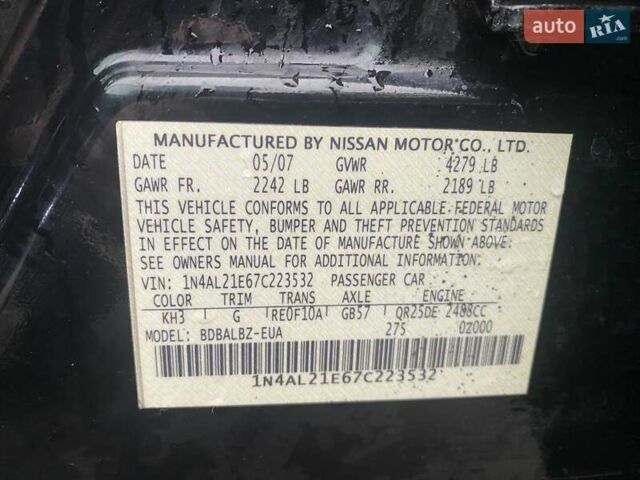 auto RIA .com
MANUFACTURED BY NISSAN MOTOR CO., LTD.
DATE 05/07 GVWR 4279 LB
GAWR FR. 2242 LB GAWR RR. 2189 LB
THIS VEHICLE CONFORMS TO ALL APPLICABLE FEDERAL MOTOR
VEHICLE SAFETY, BUMPER AND THEFT PREVENTION STANDARDS
IN EFFECT ON THE DATE OF MANUFACTURE SHOWN ABOVE.
SEE OWNERS MANUAL FOR ADDITIONAL INFORMATION.
VIN: 1N4AL21E67C223532 PASSENGER CAR
COLOR TRIM TRANS AXLE ENGINE
KH3 G RE0F10A GB57 QR25DE 2488CC
MODEL: BDBALBZ-EUA 275 0Z000
1N4AL21E67C223532